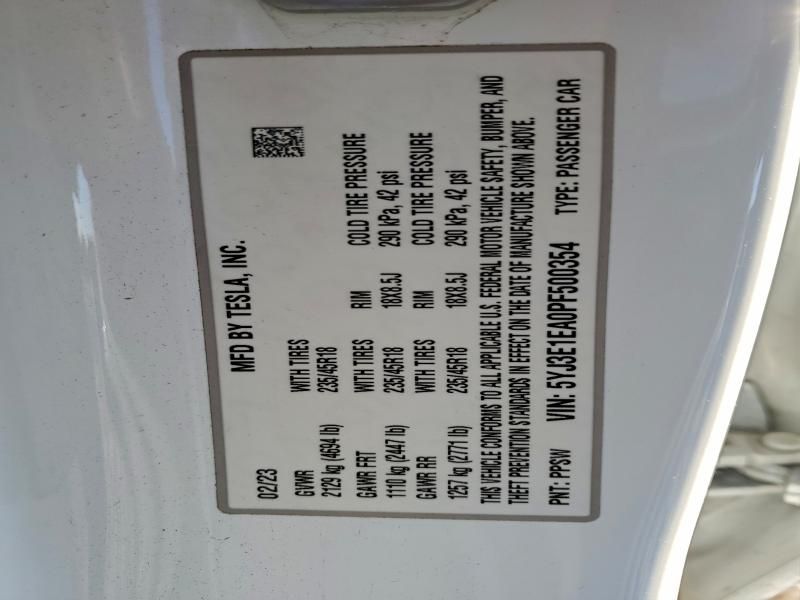 MFD BY TESLA, INC.
02/23
GVWR WITH TIRES
2129 kg (4694 lb) 235/45R18
GAWR FRT WITH TIRES RIM COLD TIRE PRESSURE
1110 kg (2447 lb) 235/45R18 18X8.5J 290 kPa, 42 psi
GAWR RR WITH TIRES RIM COLD TIRE PRESSURE
1257 kg (2771 lb) 235/45R18 18X8.5J 290 kPa, 42 psi
THIS VEHICLE CONFORMS TO ALL APPLICABLE U.S. FEDERAL MOTOR VEHICLE SAFETY, BUMPER, AND
THEFT PREVENTION STANDARDS IN EFFECT ON THE DATE OF MANUFACTURE SHOWN ABOVE.
PNT: PPSW VIN: 5YJ3E1EA0PF500354 TYPE: PASSENGER CAR